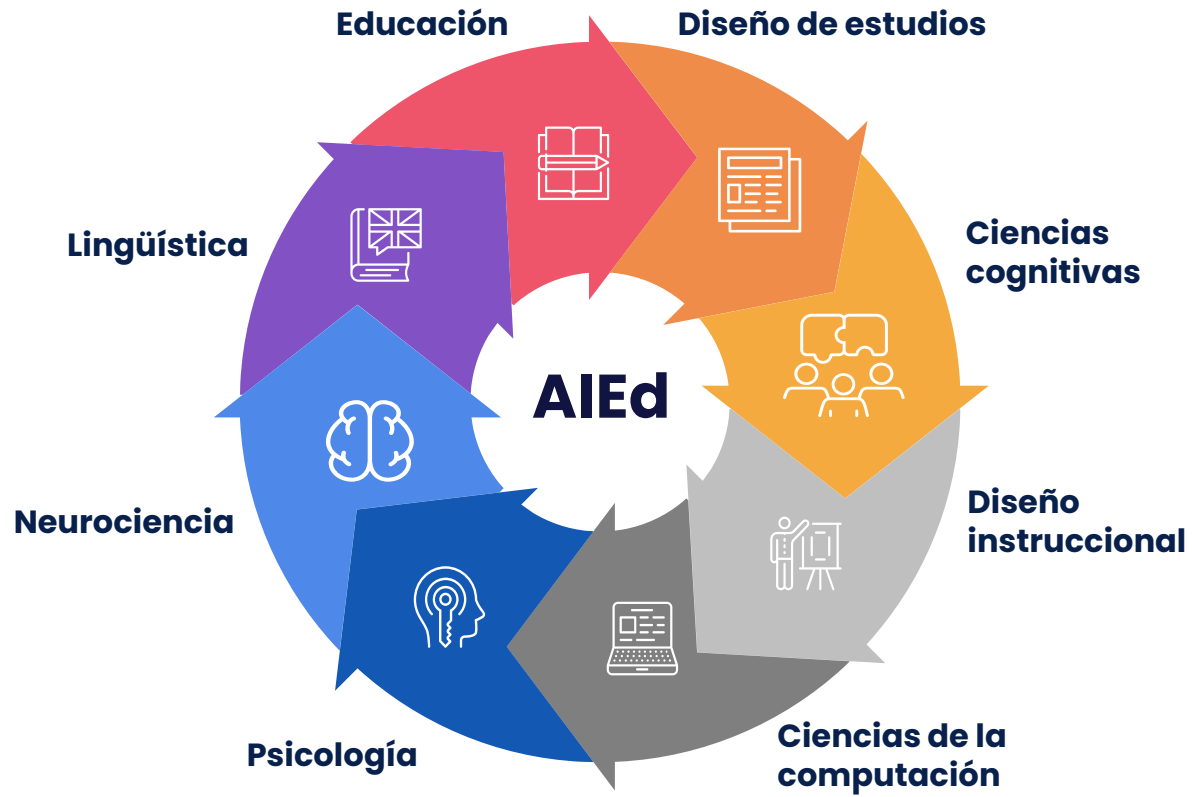 Educación
Diseño de estudios
Ciencias
cognitivas
Diseño
instruccional
Ciencias de la
computación
Psicología
Neurociencia
Lingüística
AIEd